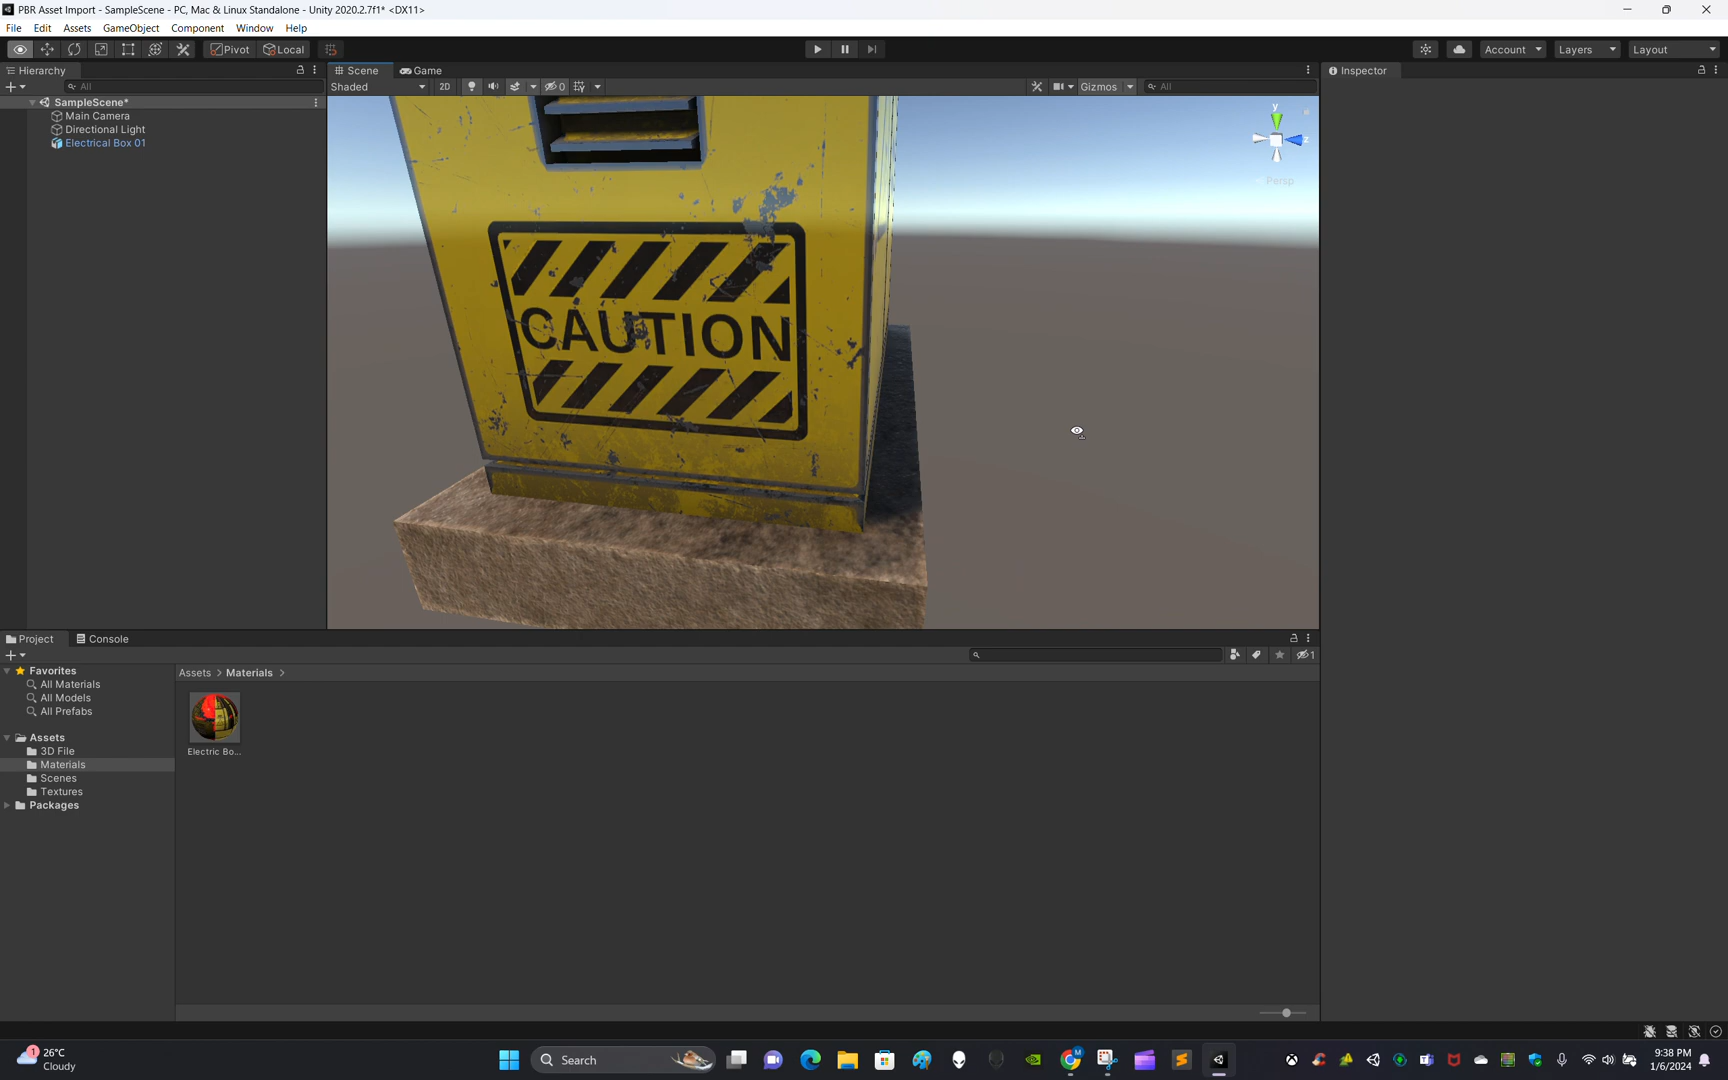 PBR Asset Import - SampleScene - PC, Mac & Linux Standalone - Unity 2020.2.7f1* <DX11>
File Edit Assets GameObject Component Window Help
Pivot Local Account Layers Layout
Hierarchy
All
SampleScene*
Main Camera
Directional Light
Electrical Box 01
Scene Game
Shaded 2D 0 Gizmos All
y
z
Persp
CAUTION
Inspector
Project Console
1
Favorites
All Materials
All Models
All Prefabs
Assets
3D File
Materials
Scenes
Textures
Packages
Assets > Materials >
Electric Bo...
1
26°C
Cloudy
Search
9:38 PM
1/6/2024